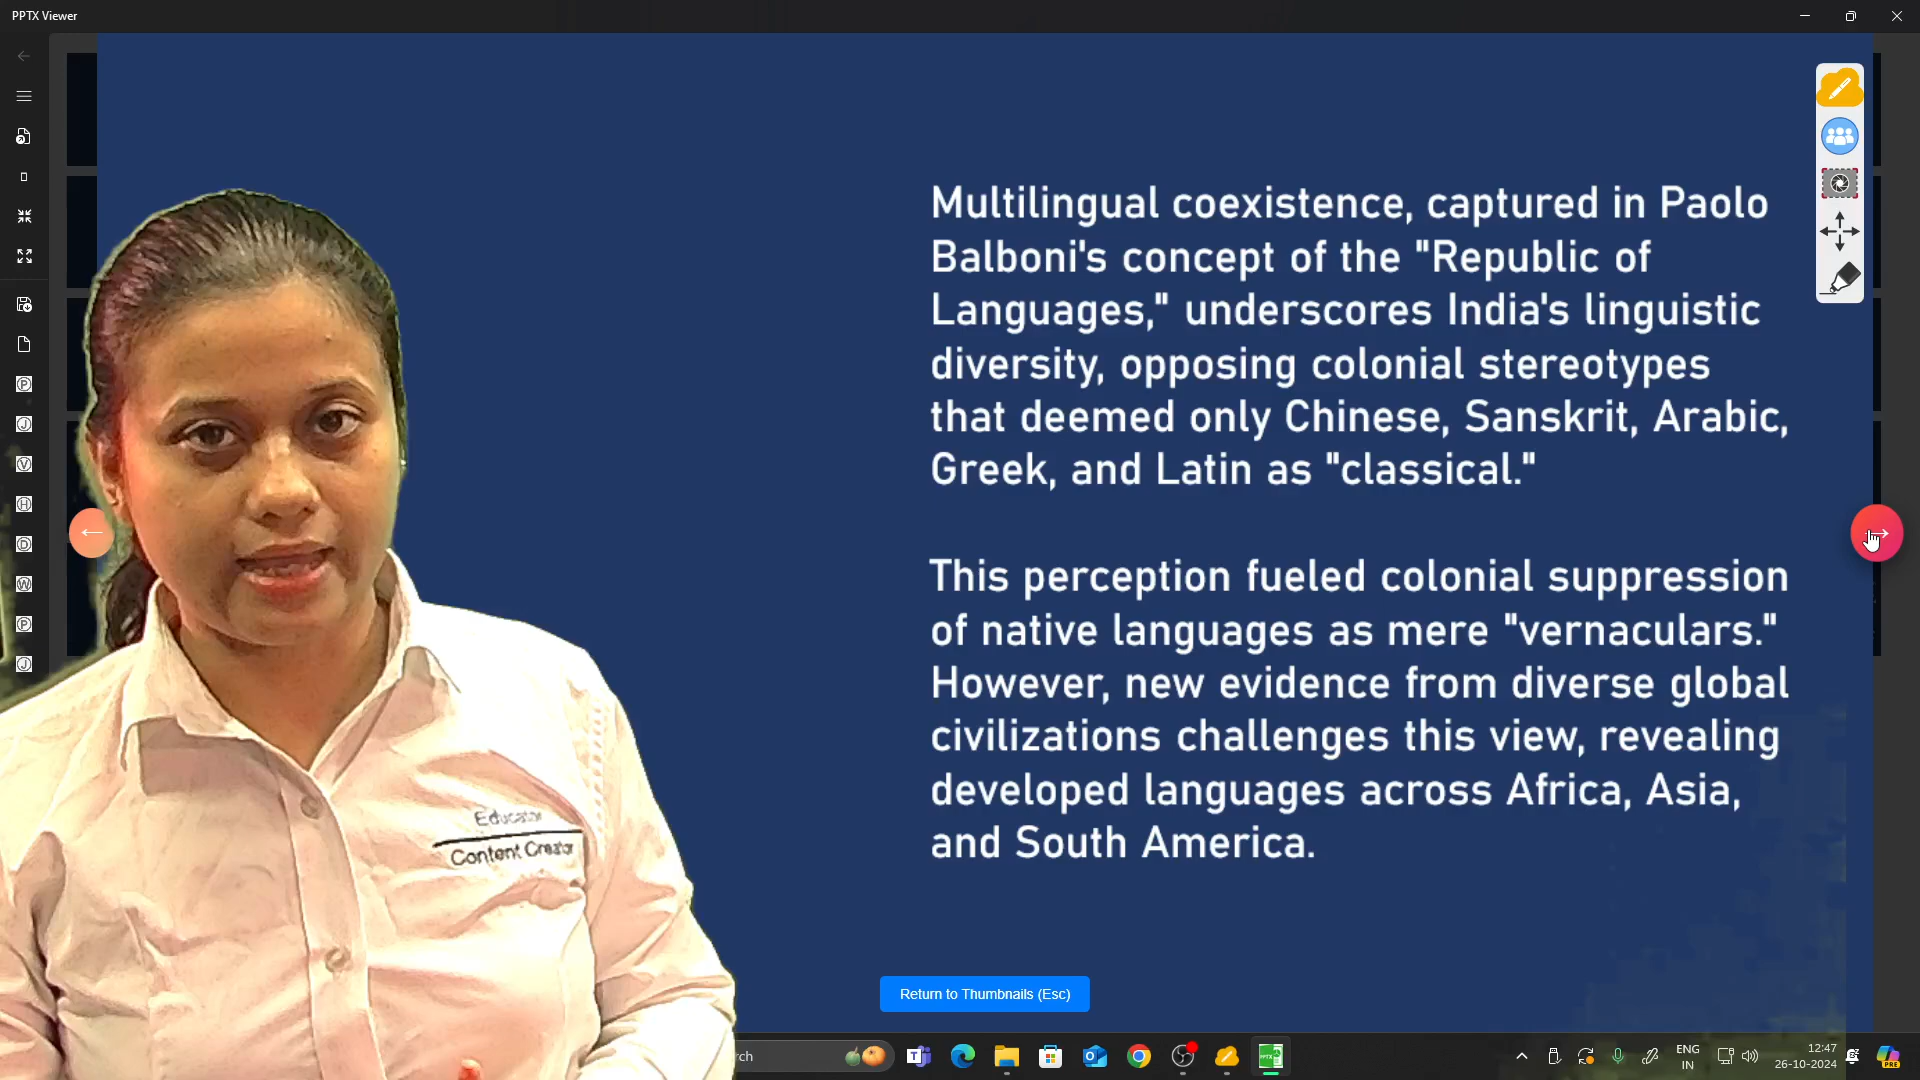 PPTX Viewer
Multilingual coexistence, captured in Paolo
Balboni's concept of the "Republic of
Languages," underscores India's linguistic
diversity, opposing colonial stereotypes
that deemed only Chinese, Sanskrit, Arabic,
Greek, and Latin as "classical."
This perception fueled colonial suppression
of native languages as mere "vernaculars."
However, new evidence from diverse global
civilizations challenges this view, revealing
developed languages across Africa, Asia,
and South America.
P
J
V
H
D
W
P
J
Educator
Content Creator
Return to Thumbnails (Esc)
rch
ENG
IN
12:47
26-10-2024